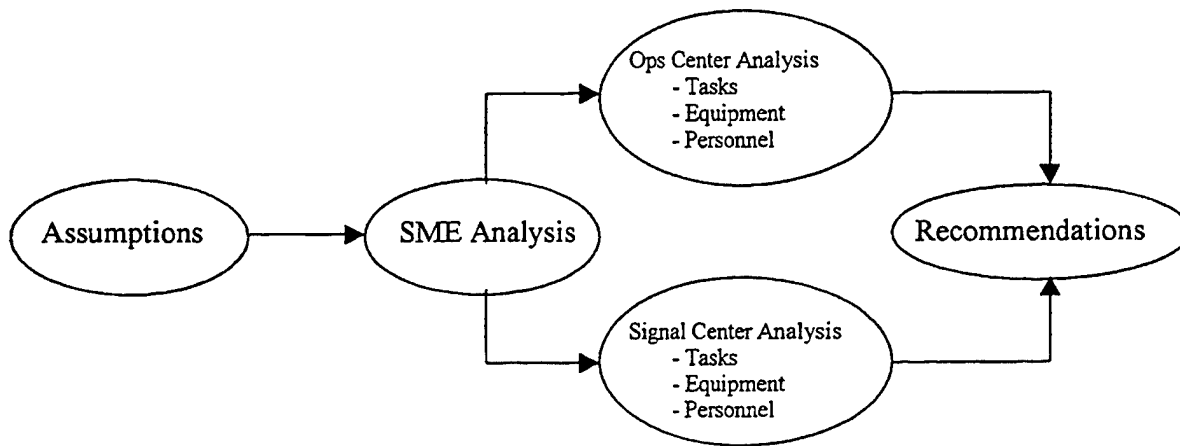 Assumptions
SME Analysis
Ops Center Analysis
- Tasks
- Equipment
- Personnel
Signal Center Analysis
- Tasks
- Equipment
- Personnel
Recommendations